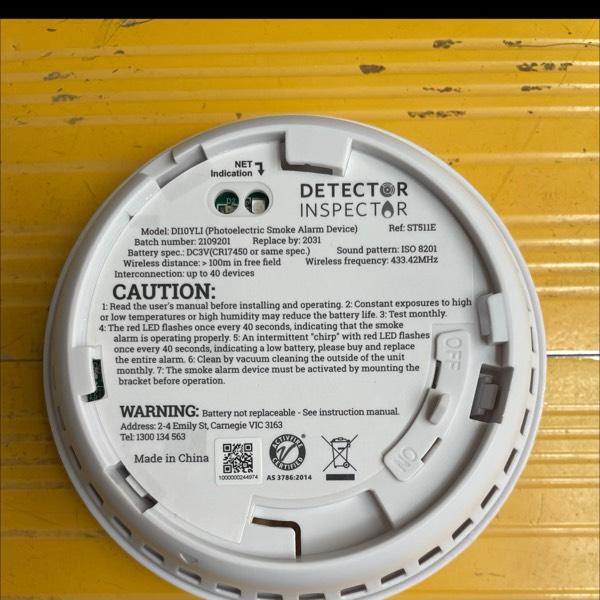 NET
Indication
D2
DETECTOR
INSPECTOR
Model: DI10YLI (Photoelectric Smoke Alarm Device) Ref: ST511E
Batch number: 2109201 Replace by: 2031
Battery spec.: DC3V(CR17450 or same spec.) Sound pattern: ISO 8201
Wireless distance: > 100m in free field Wireless frequency: 433.42MHz
Interconnection: up to 40 devices
CAUTION:
1: Read the user's manual before installing and operating. 2: Constant exposures to high
or low temperatures or high humidity may reduce the battery life. 3: Test monthly.
4: The red LED flashes once every 40 seconds, indicating that the smoke
alarm is operating properly. 5: An intermittent "chirp" with red LED flashes
once every 40 seconds, indicating a low battery, please buy and replace
the entire alarm. 6: Clean by vacuum cleaning the outside of the unit
monthly. 7: The smoke alarm device must be activated by mounting the
bracket before operation.
OFF
ON
WARNING: Battery not replaceable - See instruction manual.
Address: 2-4 Emily St, Carnegie VIC 3163
Tel: 1300 134 563
Made in China
1000000244974
ACTIVFIRE
CERTIFIED
AS 3786:2014